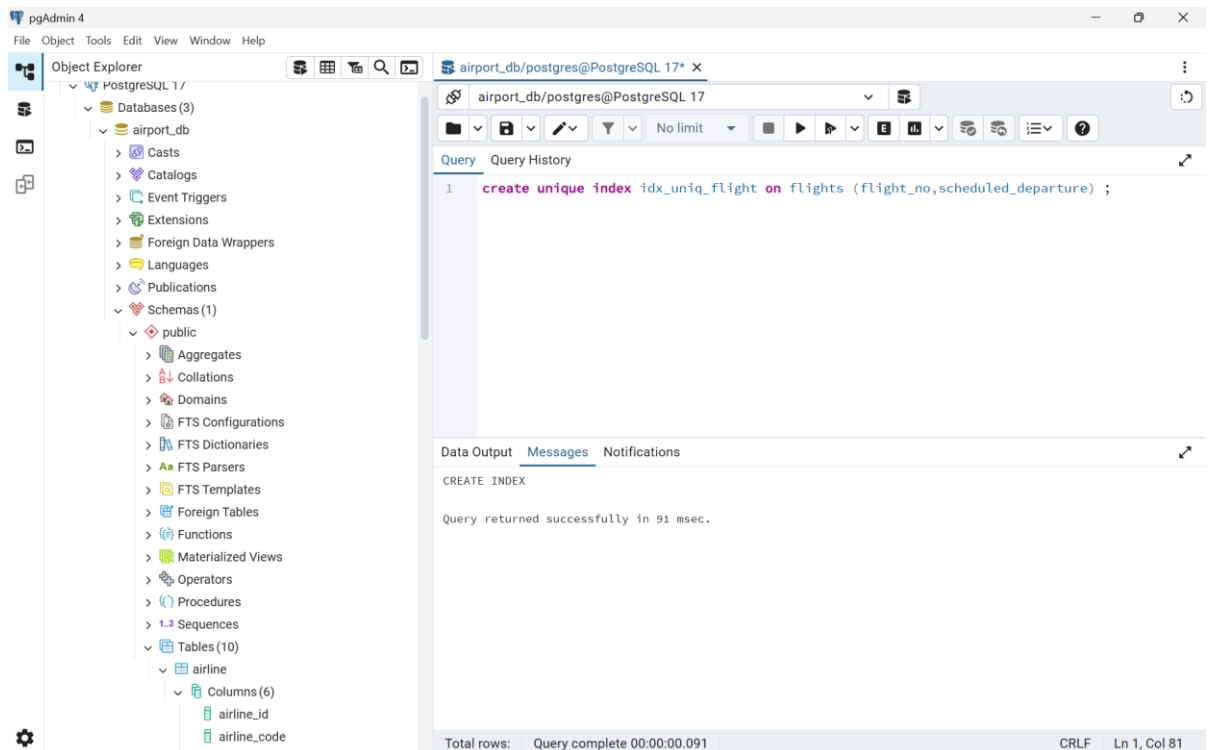 pgAdmin 4
File Object Tools Edit View Window Help
Object Explorer
PostgreSQL 17
Databases (3)
airport_db
Casts
Catalogs
Event Triggers
Extensions
Foreign Data Wrappers
Languages
Publications
Schemas (1)
public
Aggregates
Collations
Domains
FTS Configurations
FTS Dictionaries
FTS Parsers
FTS Templates
Foreign Tables
Functions
Materialized Views
Operators
Procedures
1..3 Sequences
Tables (10)
airline
Columns (6)
airline_id
airline_code
airport_db/postgres@PostgreSQL 17*
airport_db/postgres@PostgreSQL 17
No limit
Query Query History
1 create unique index idx_uniq_flight on flights (flight_no,scheduled_departure) ;
Data Output Messages Notifications
CREATE INDEX
Query returned successfully in 91 msec.
Total rows: Query complete 00:00:00.091 CRLF Ln 1, Col 81